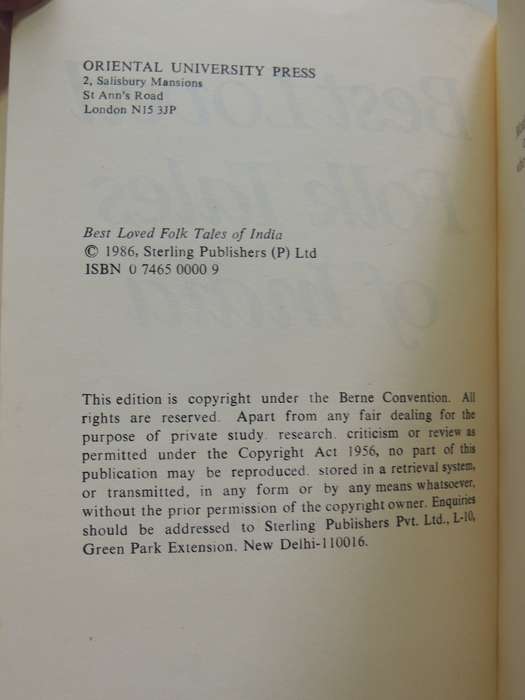 ORIENTAL UNIVERSITY PRESS
2, Salisbury Mansions
St Ann's Road
London N15 3JP
Best Loved Folk Tales of India
© 1986, Sterling Publishers (P) Ltd
ISBN 0 7465 0000 9
This edition is copyright under the Berne Convention. All
rights are reserved. Apart from any fair dealing for the
purpose of private study. research. criticism or review as
permitted under the Copyright Act 1956, no part of this
publication may be reproduced. stored in a retrieval system,
or transmitted, in any form or by any means whatsoever,
without the prior permission of the copyright owner. Enquiries
should be addressed to Sterling Publishers Pvt. Ltd., L-10,
Green Park Extension. New Delhi-110016.